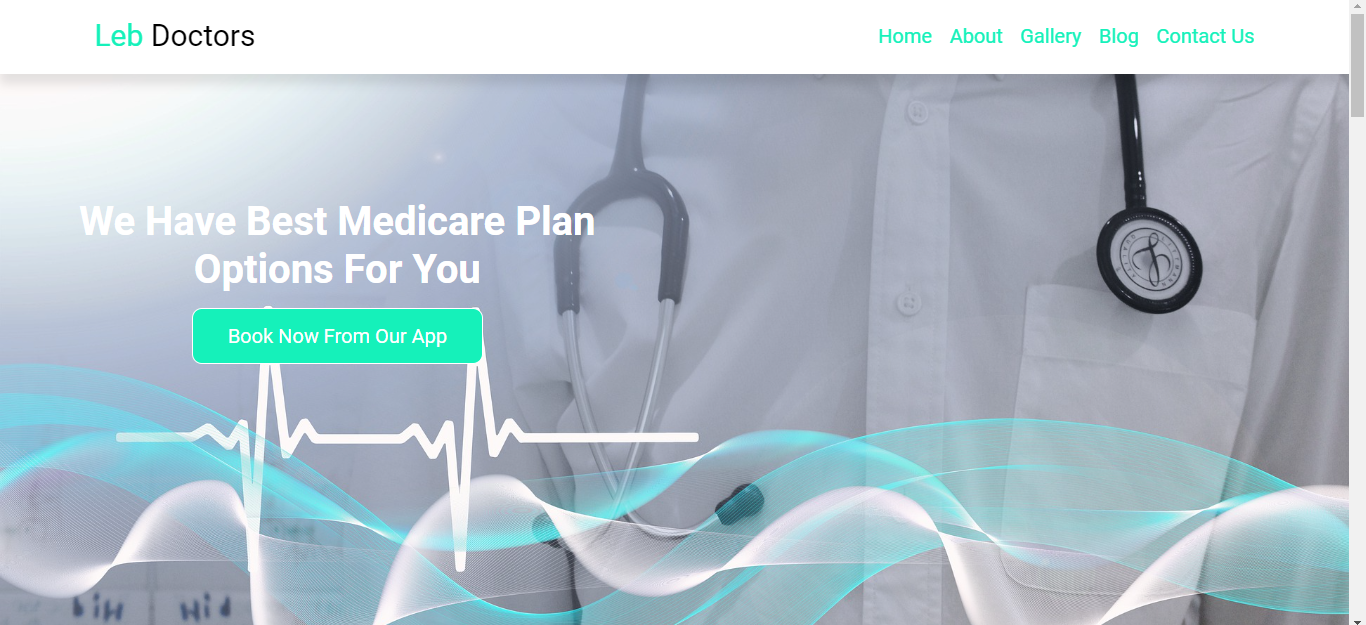 Leb Doctors
Home About Gallery Blog Contact Us
We Have Best Medicare Plan
Options For You
Book Now From Our App